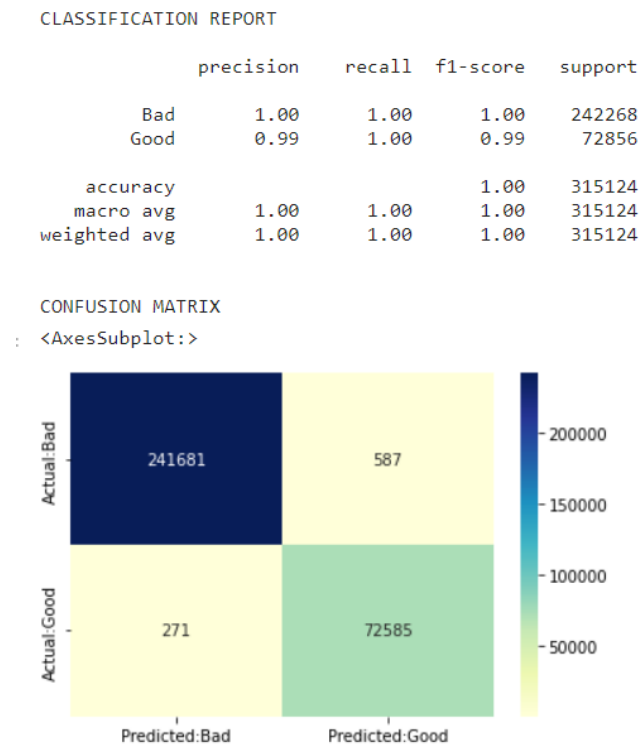 CLASSIFICATION REPORT
precision recall f1-score support
Bad 1.00 1.00 1.00 242268
Good 0.99 1.00 0.99 72856
accuracy 1.00 315124
macro avg 1.00 1.00 1.00 315124
weighted avg 1.00 1.00 1.00 315124
CONFUSION MATRIX
: <AxesSubplot:>
Actual:Bad
241681 587
Actual:Good
271 72585
Predicted:Bad Predicted:Good
200000
150000
100000
50000